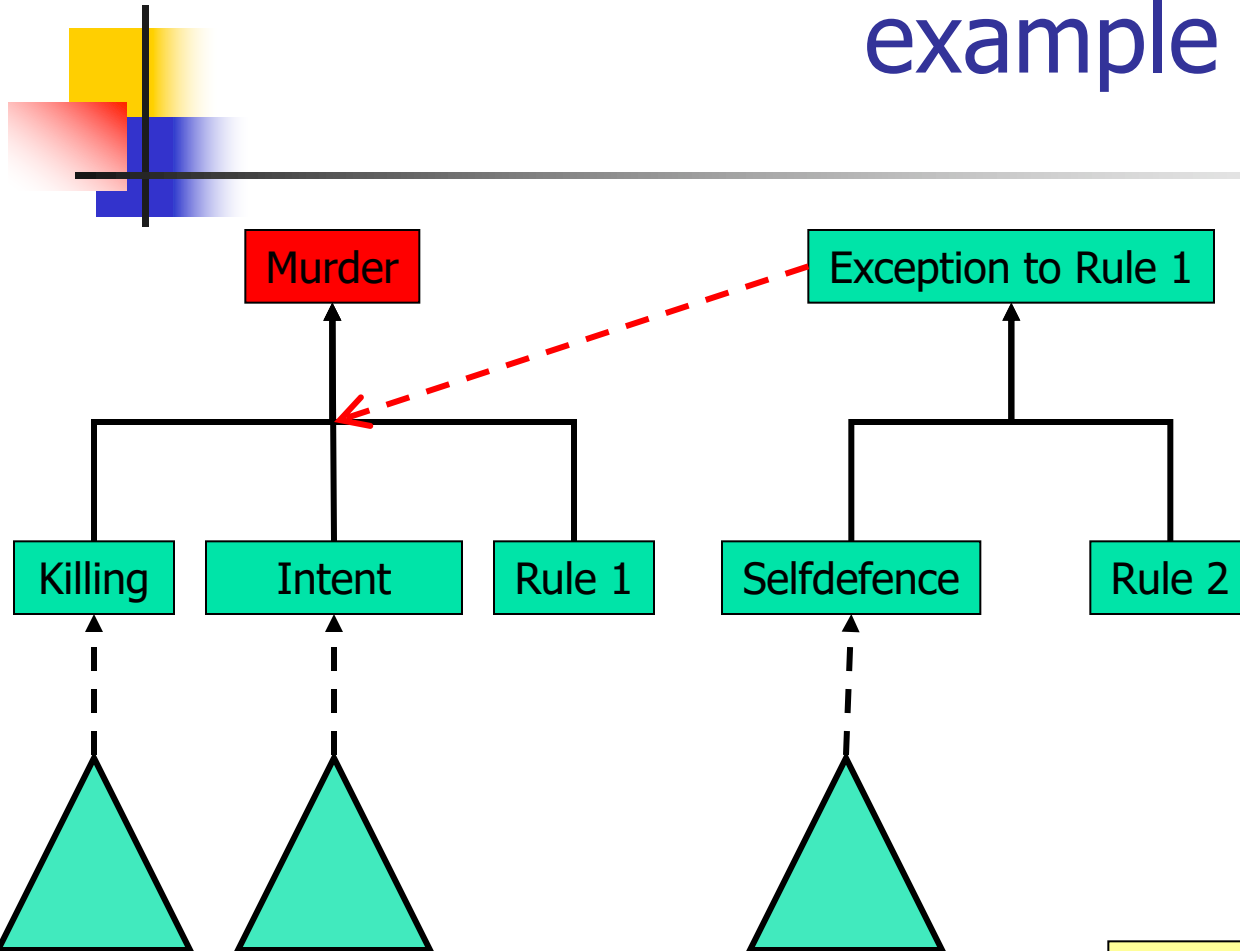 example
Murder
Exception to Rule 1
Killing
Intent
Rule 1
Selfdefence
Rule 2